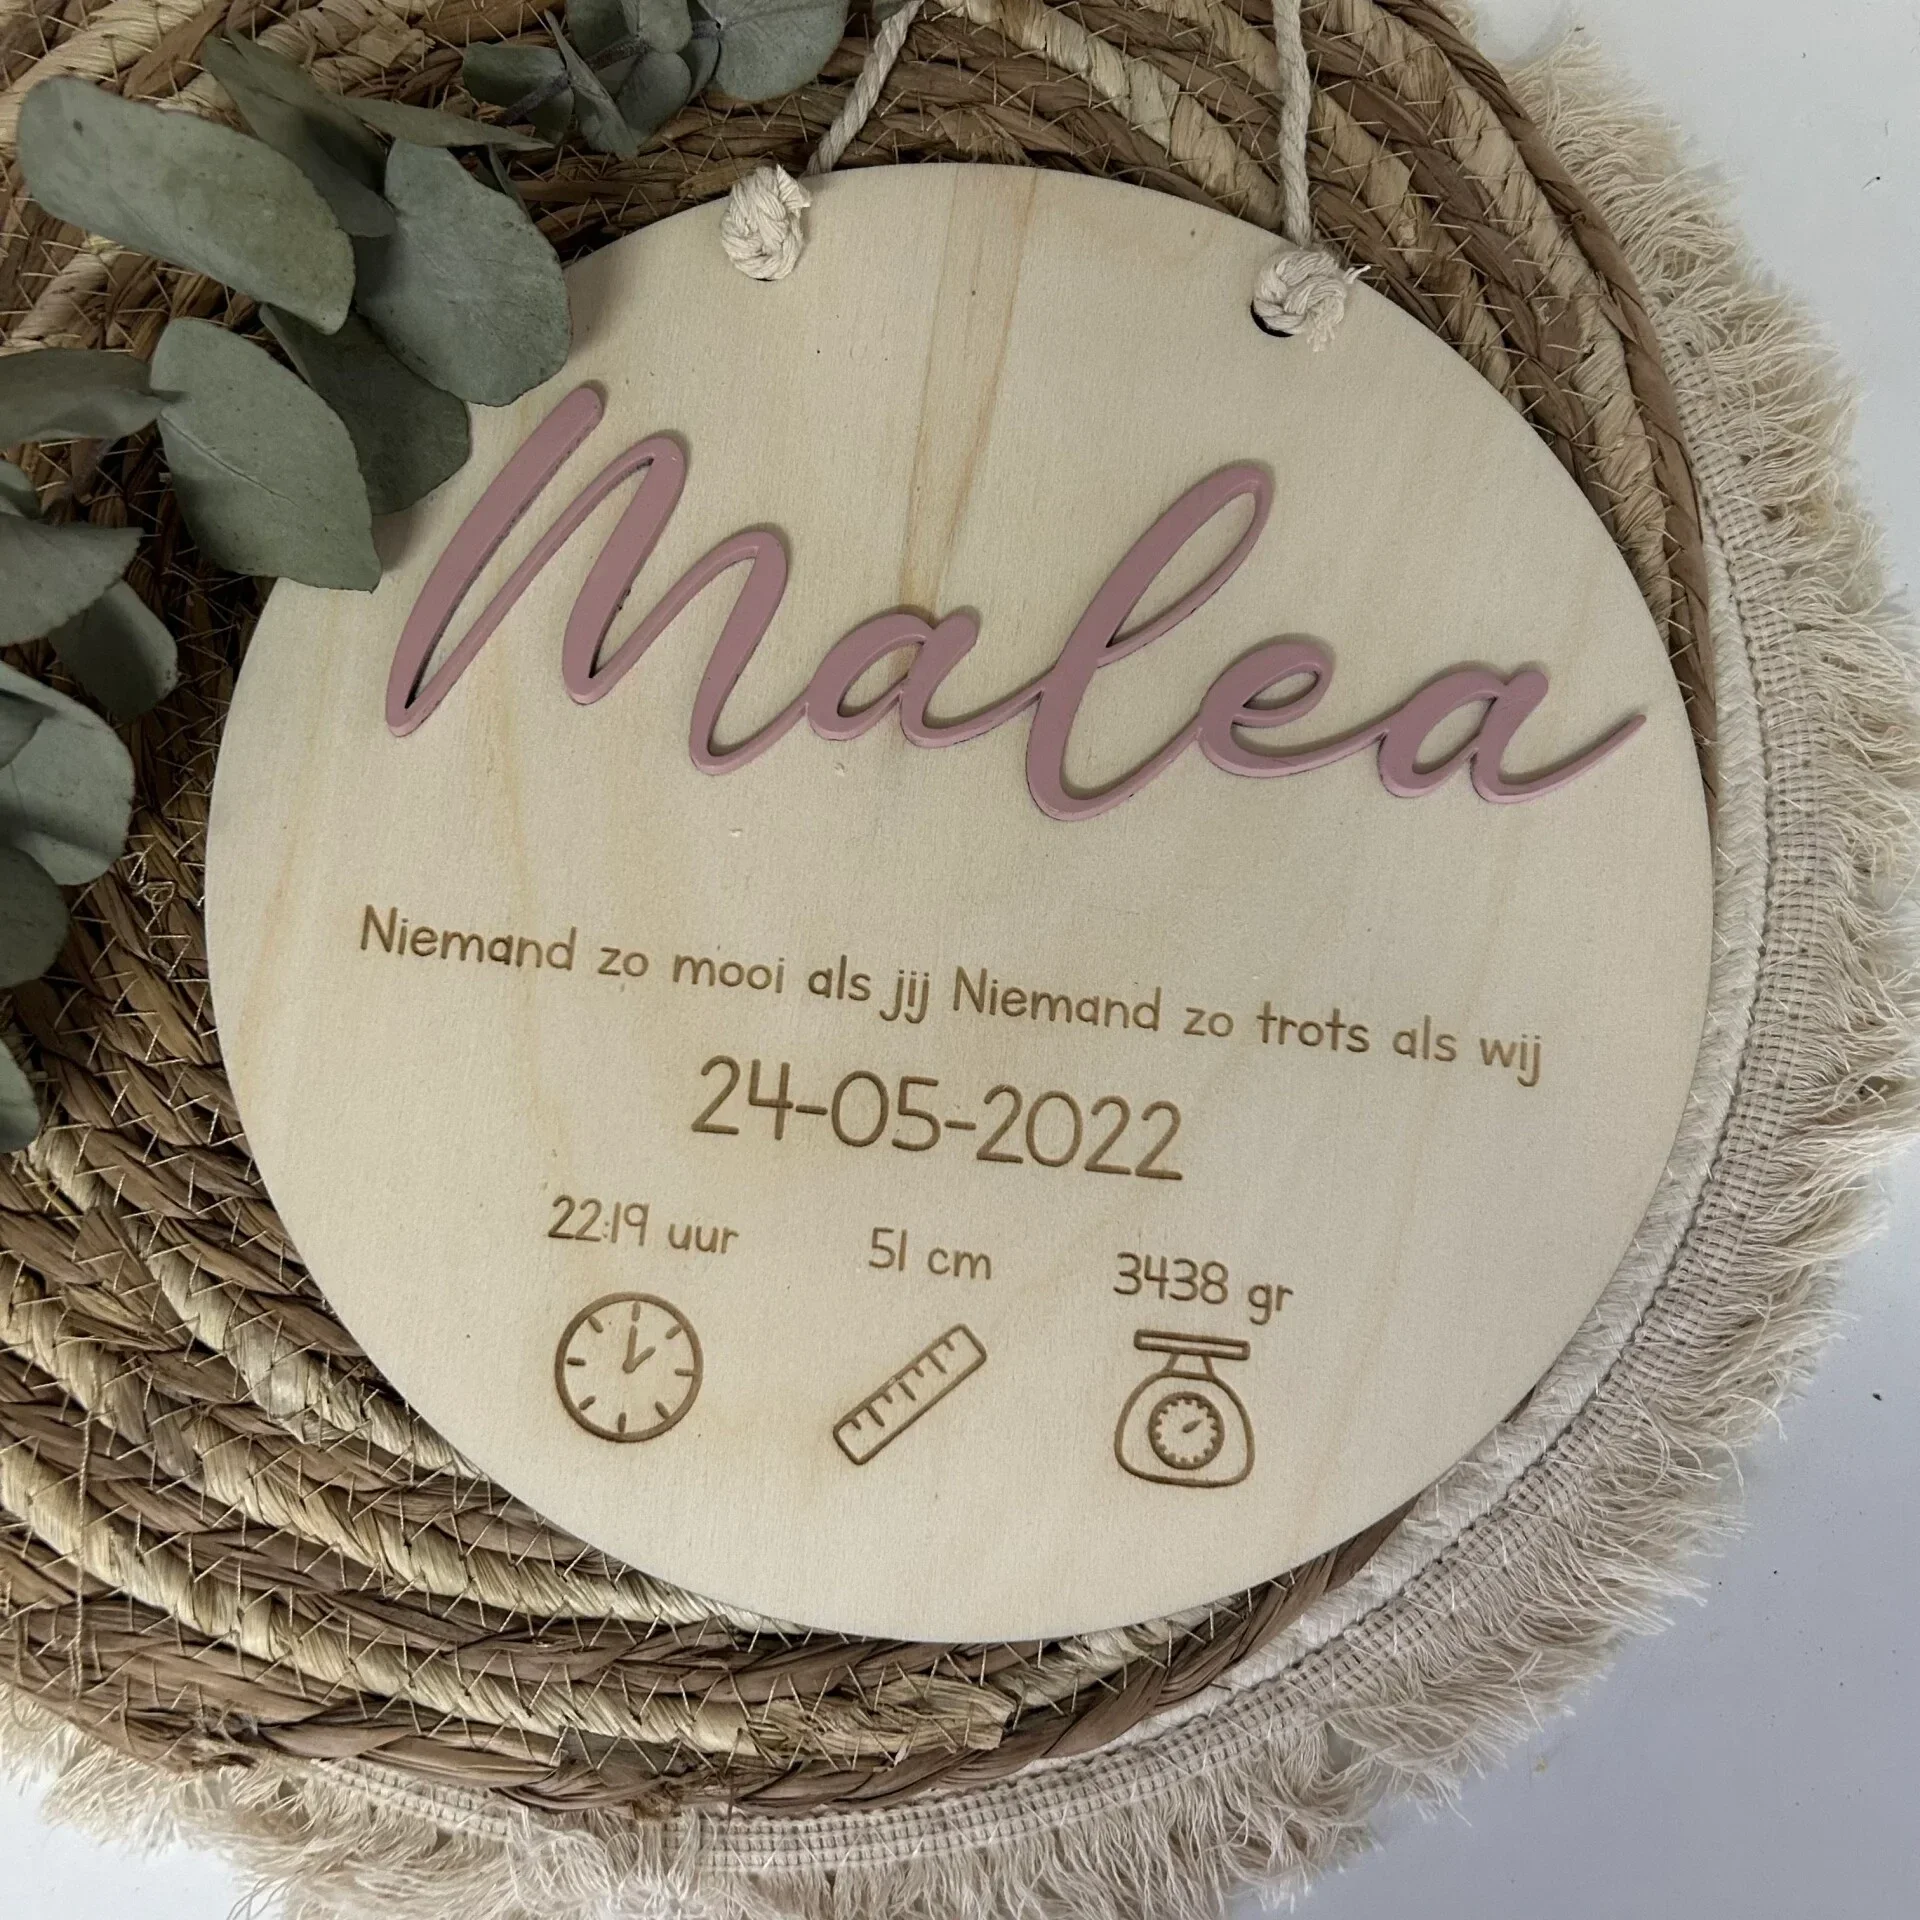 Malea
Niemand zo mooi als jij Niemand zo trots als wij
24-05-2022
22:19 uur
51 cm
3438 gr